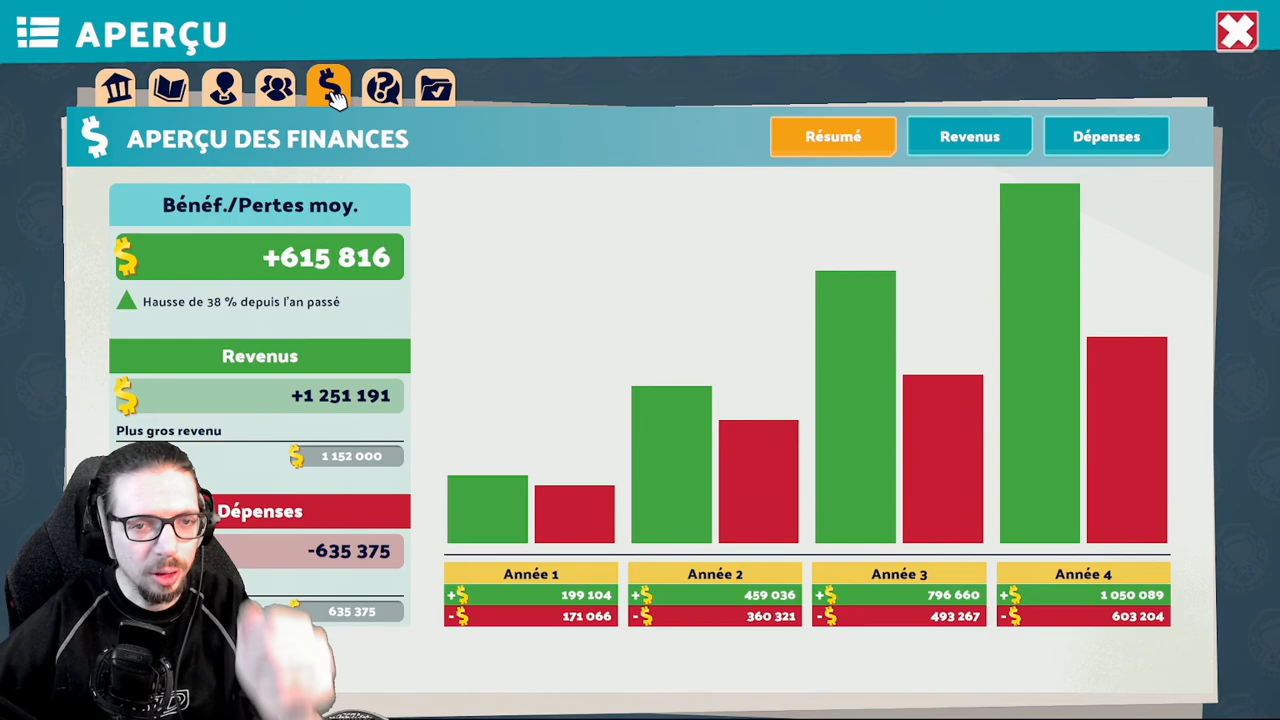 APERÇU
APERÇU DES FINANCES
Résumé
Revenus
Dépenses
Bénéf./Pertes moy.
+615 816
Hausse de 38 % depuis l'an passé
Revenus
+1 251 191
Plus gros revenu
1 152 000
Dépenses
-635 375
635 375
Année 1
Année 2
Année 3
Année 4
+ 199 104
+ 459 036
+ 796 660
+ 1 050 089
- 171 066
- 360 321
- 493 267
- 603 204